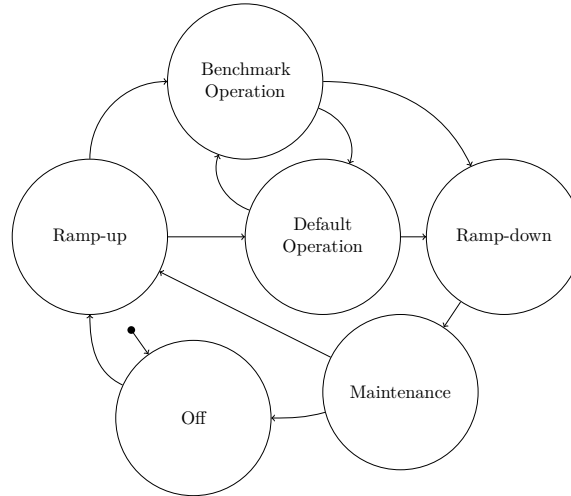 Benchmark
Operation
Ramp-up
Default
Operation
Ramp-down
Maintenance
Off